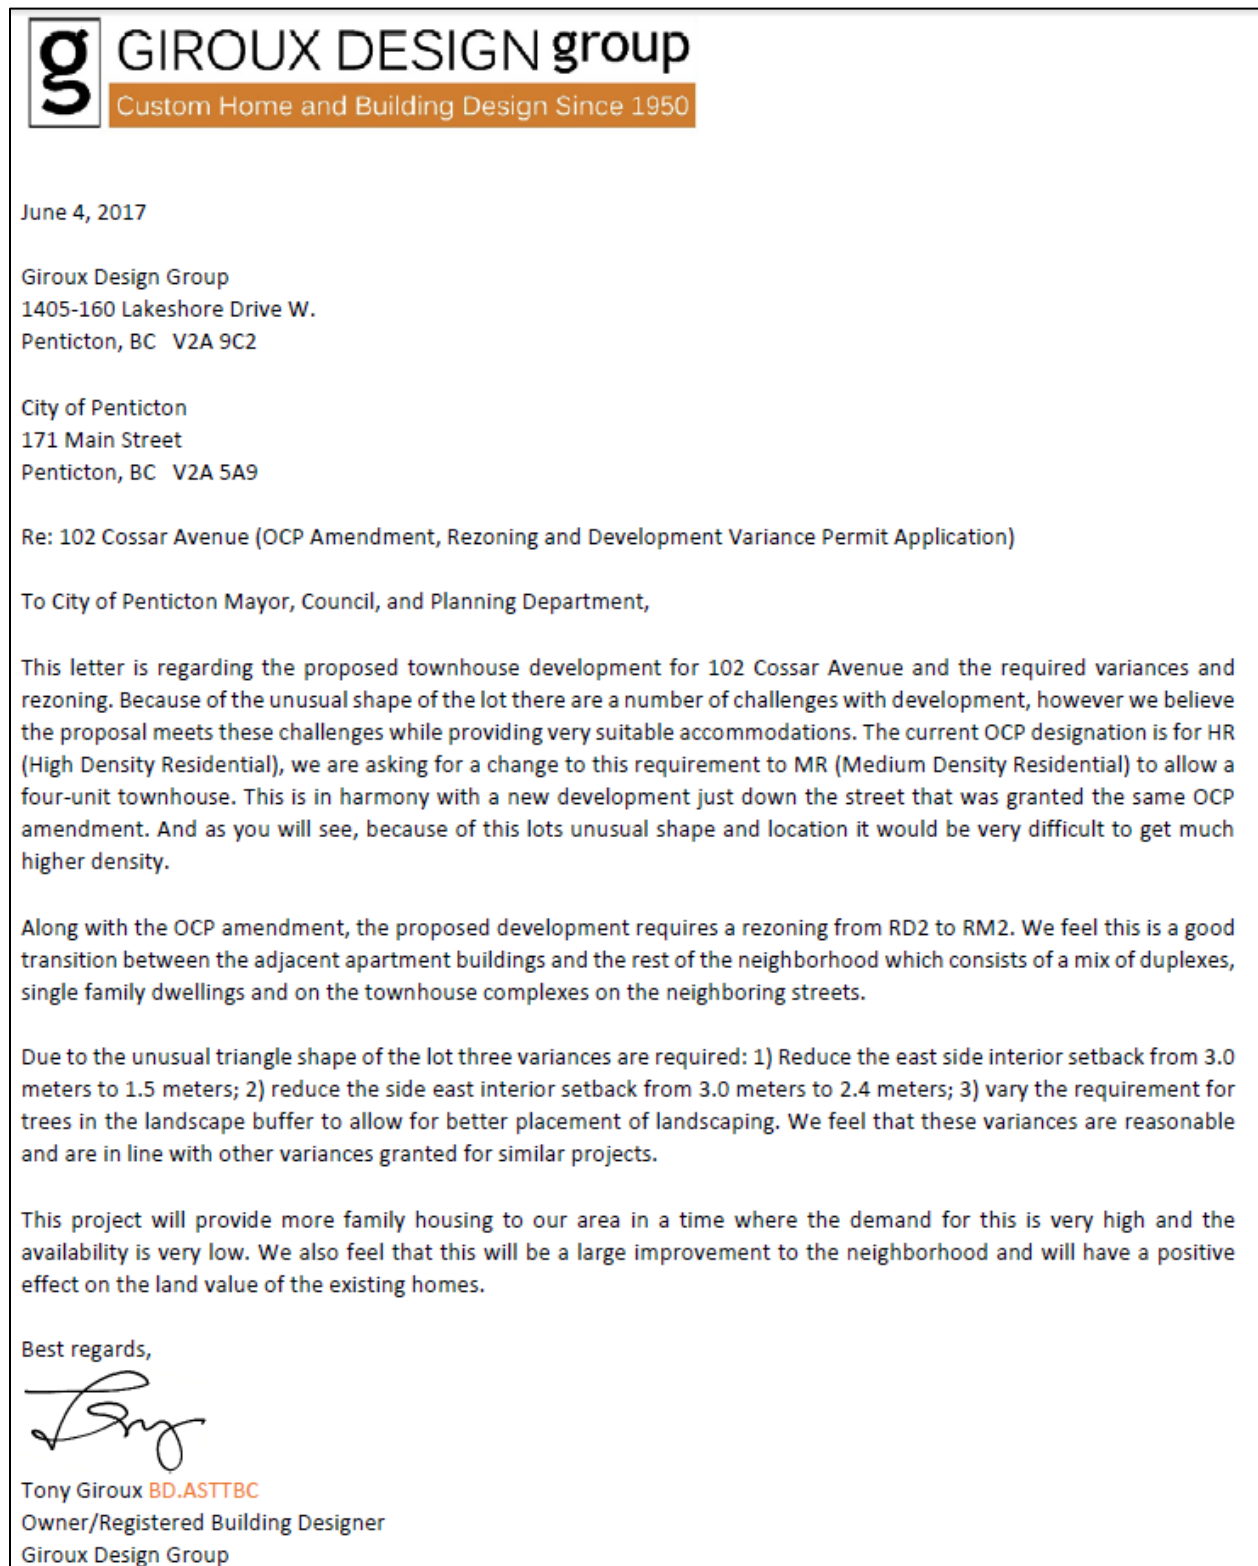 g GIROUX DESIGN group
Custom Home and Building Design Since 1950
June 4, 2017
Giroux Design Group
1405-160 Lakeshore Drive W.
Penticton, BC V2A 9C2
City of Penticton
171 Main Street
Penticton, BC V2A 5A9
Re: 102 Cossar Avenue (OCP Amendment, Rezoning and Development Variance Permit Application)
To City of Penticton Mayor, Council, and Planning Department,
This letter is regarding the proposed townhouse development for 102 Cossar Avenue and the required variances and
rezoning. Because of the unusual shape of the lot there are a number of challenges with development, however we believe
the proposal meets these challenges while providing very suitable accommodations. The current OCP designation is for HR
(High Density Residential), we are asking for a change to this requirement to MR (Medium Density Residential) to allow a
four-unit townhouse. This is in harmony with a new development just down the street that was granted the same OCP
amendment. And as you will see, because of this lots unusual shape and location it would be very difficult to get much
higher density.
Along with the OCP amendment, the proposed development requires a rezoning from RD2 to RM2. We feel this is a good
transition between the adjacent apartment buildings and the rest of the neighborhood which consists of a mix of duplexes,
single family dwellings and on the townhouse complexes on the neighboring streets.
Due to the unusual triangle shape of the lot three variances are required: 1) Reduce the east side interior setback from 3.0
meters to 1.5 meters; 2) reduce the side east interior setback from 3.0 meters to 2.4 meters; 3) vary the requirement for
trees in the landscape buffer to allow for better placement of landscaping. We feel that these variances are reasonable
and are in line with other variances granted for similar projects.
This project will provide more family housing to our area in a time where the demand for this is very high and the
availability is very low. We also feel that this will be a large improvement to the neighborhood and will have a positive
effect on the land value of the existing homes.
Best regards,
Tony
Tony Giroux BD.ASTTBC
Owner/Registered Building Designer
Giroux Design Group